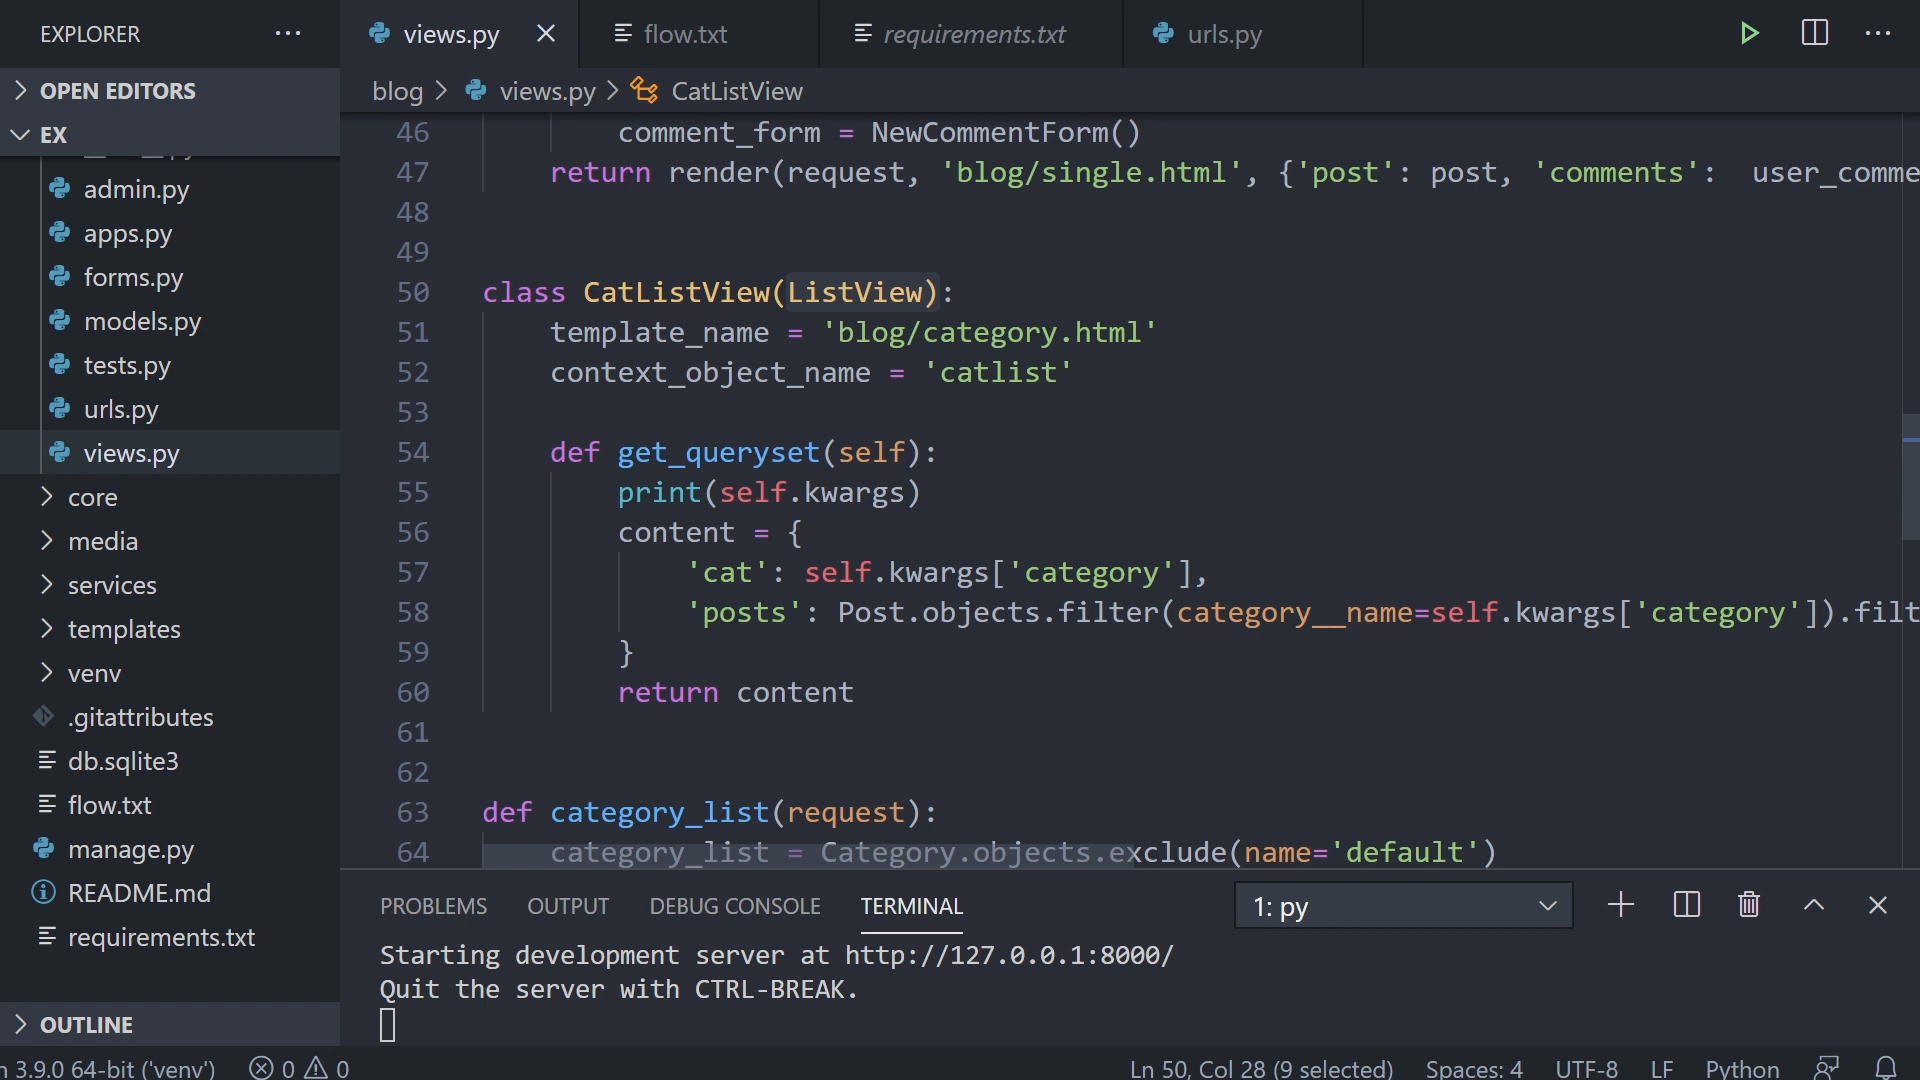 EXPLORER ···
views.py
flow.txt
requirements.txt
urls.py
blog > views.py > CatListView
OPEN EDITORS
EX
admin.py
apps.py
forms.py
models.py
tests.py
urls.py
views.py
core
media
services
templates
venv
.gitattributes
db.sqlite3
flow.txt
manage.py
README.md
requirements.txt
OUTLINE
46 comment_form = NewCommentForm()
47 return render(request, 'blog/single.html', {'post': post, 'comments': user_comme
48
49
50 class CatListView(ListView):
51 template_name = 'blog/category.html'
52 context_object_name = 'catlist'
53
54 def get_queryset(self):
55 print(self.kwargs)
56 content = {
57 'cat': self.kwargs['category'],
58 'posts': Post.objects.filter(category__name=self.kwargs['category']).filt
59 }
60 return content
61
62
63 def category_list(request):
64 category_list = Category.objects.exclude(name='default')
PROBLEMS OUTPUT DEBUG CONSOLE TERMINAL 1: py
Starting development server at http://127.0.0.1:8000/
Quit the server with CTRL-BREAK.
n 3.9.0 64-bit ('venv') 0 0 Ln 50, Col 28 (9 selected) Spaces: 4 UTF-8 LF Python